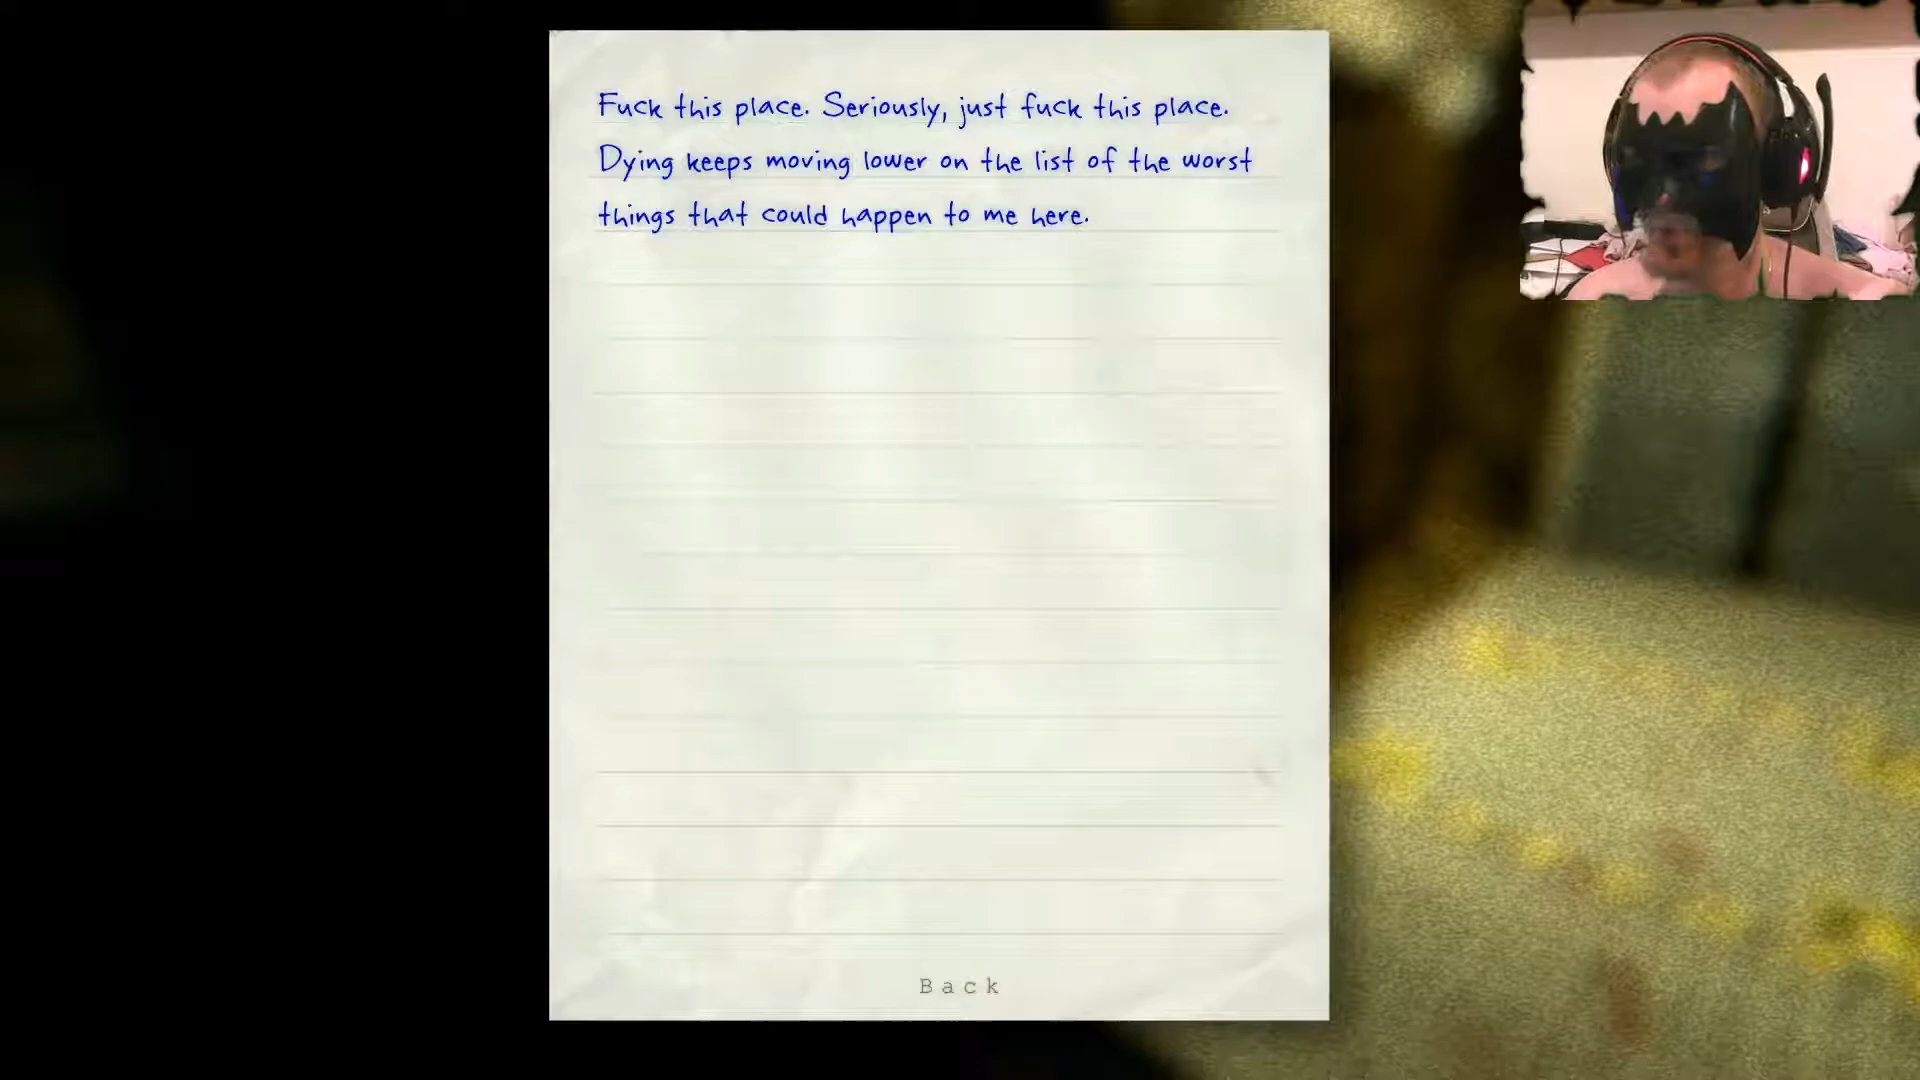 Fuck this place. Seriously, just fuck this place.
Dying keeps moving lower on the list of the worst
things that could happen to me here.
Back